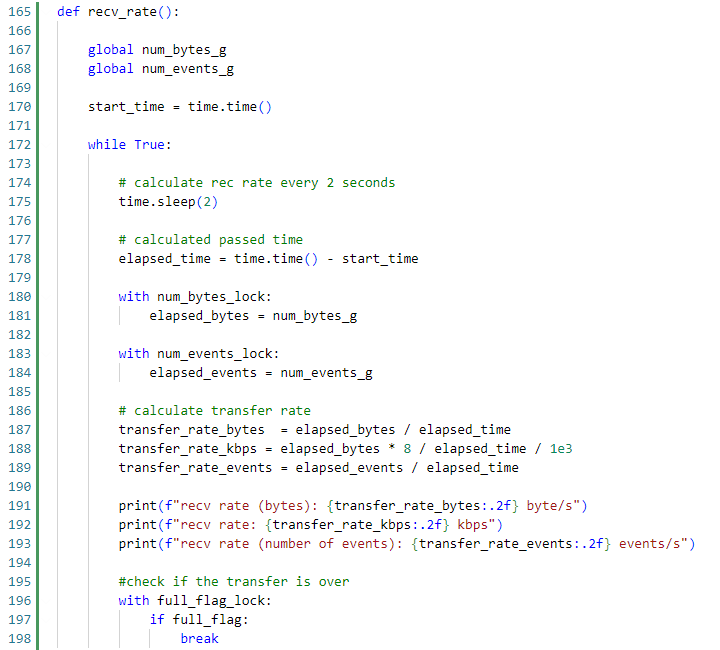 165 def recv_rate():
166
167     global num_bytes_g
168     global num_events_g
169
170     start_time = time.time()
171
172     while True:
173
174         # calculate rec rate every 2 seconds
175         time.sleep(2)
176
177         # calculated passed time
178         elapsed_time = time.time() - start_time
179
180         with num_bytes_lock:
181             elapsed_bytes = num_bytes_g
182
183         with num_events_lock:
184             elapsed_events = num_events_g
185
186         # calculate transfer rate
187         transfer_rate_bytes  = elapsed_bytes / elapsed_time
188         transfer_rate_kbps = elapsed_bytes * 8 / elapsed_time / 1e3
189         transfer_rate_events = elapsed_events / elapsed_time
190
191         print(f"recv rate (bytes): {transfer_rate_bytes:.2f} byte/s")
192         print(f"recv rate: {transfer_rate_kbps:.2f} kbps")
193         print(f"recv rate (number of events): {transfer_rate_events:.2f} events/s")
194
195         #check if the transfer is over
196         with full_flag_lock:
197             if full_flag:
198                 break